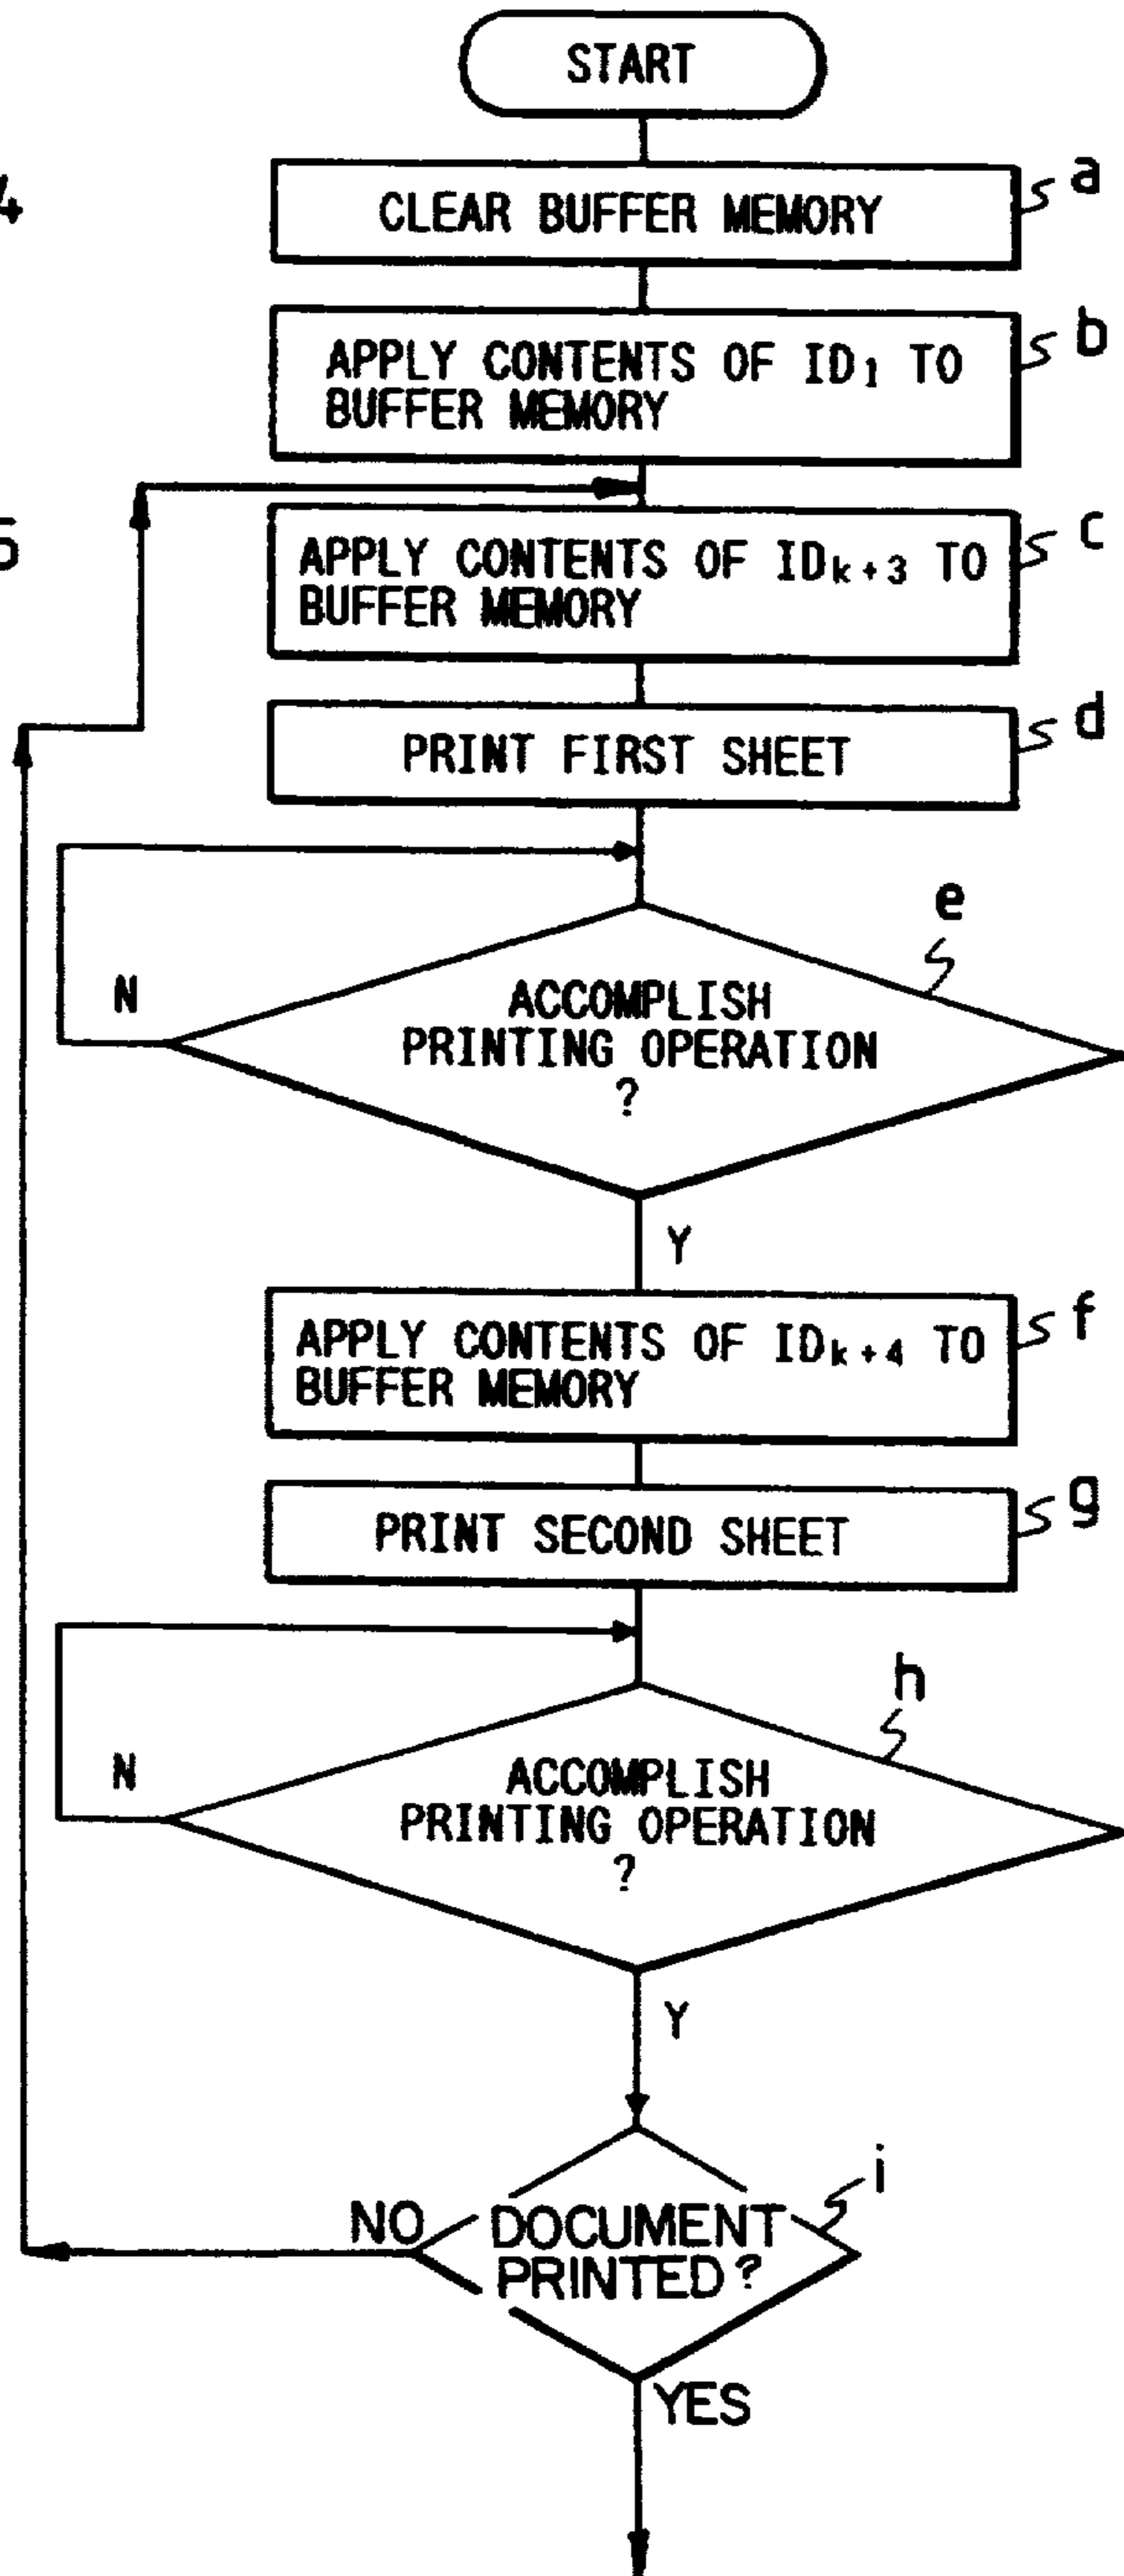 START
4
CLEAR BUFFER MEMORY
a
APPLY CONTENTS OF ID₁ TO
BUFFER MEMORY
b
5
APPLY CONTENTS OF IDₖ₊₃ TO
BUFFER MEMORY
c
PRINT FIRST SHEET
d
e
N
ACCOMPLISH
PRINTING OPERATION
?
Y
APPLY CONTENTS OF IDₖ₊₄ TO
BUFFER MEMORY
f
PRINT SECOND SHEET
g
h
N
ACCOMPLISH
PRINTING OPERATION
?
Y
i
NO
DOCUMENT
PRINTED?
YES